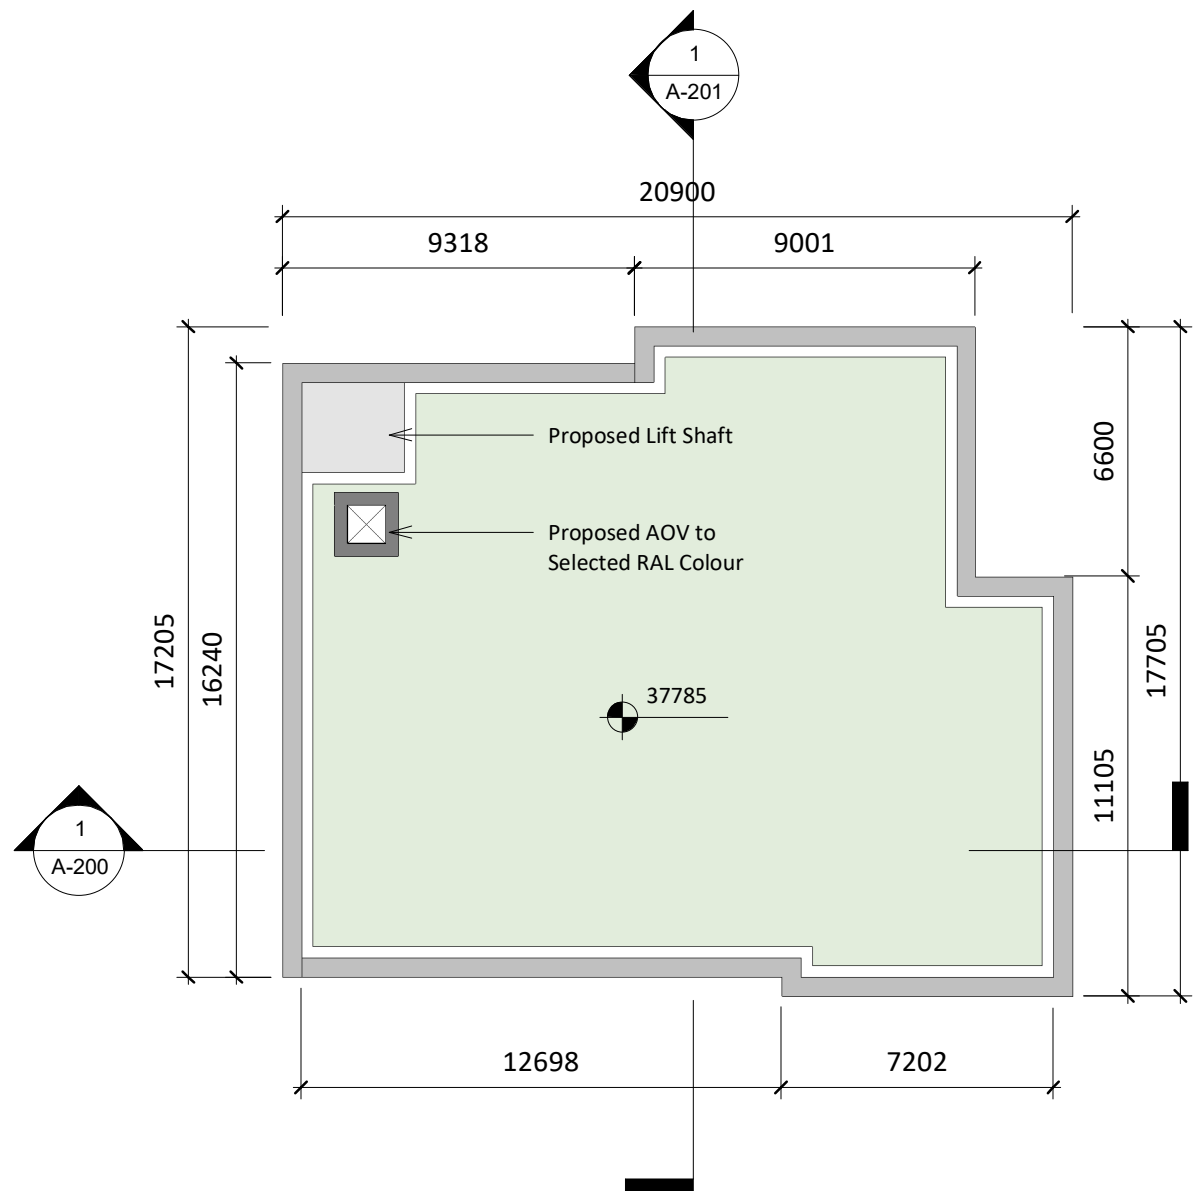 1
A-201
20900
9318
9001
Proposed Lift Shaft
6600
Proposed AOV to
Selected RAL Colour
17205
16240
17705
37785
11105
1
A-200
12698
7202